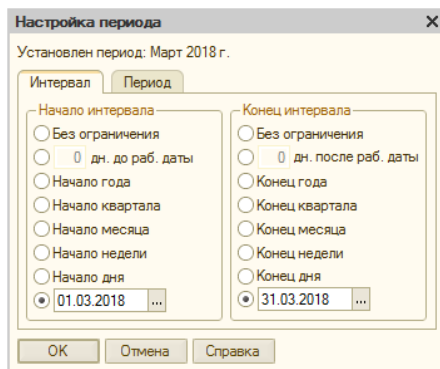 Настройка периода
Установлен период: Март 2018 г.
Интервал Период
Начало интервала
Без ограничения
0 дн. до раб. даты
Начало года
Начало квартала
Начало месяца
Начало недели
Начало дня
01.03.2018 ...
Конец интервала
Без ограничения
0 дн. после раб. даты
Конец года
Конец квартала
Конец месяца
Конец недели
Конец дня
31.03.2018 ...
OK Отмена Справка